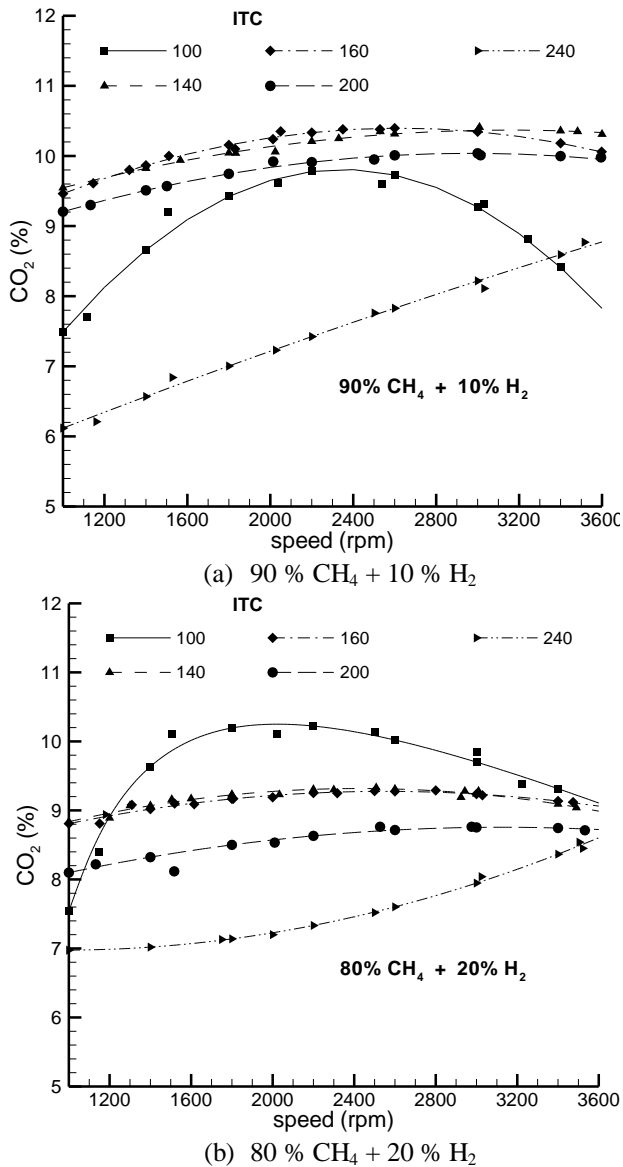 ITC
100
160
240
140
200
12
11
10
9
8
7
6
5
CO₂ (%)
90% CH₄ + 10% H₂
1200 1600 2000 2400 2800 3200 3600
speed (rpm)
(a) 90 % CH₄ + 10 % H₂
ITC
100
160
240
140
200
12
11
10
9
8
7
6
5
CO₂ (%)
80% CH₄ + 20% H₂
1200 1600 2000 2400 2800 3200 3600
speed (rpm)
(b) 80 % CH₄ + 20 % H₂